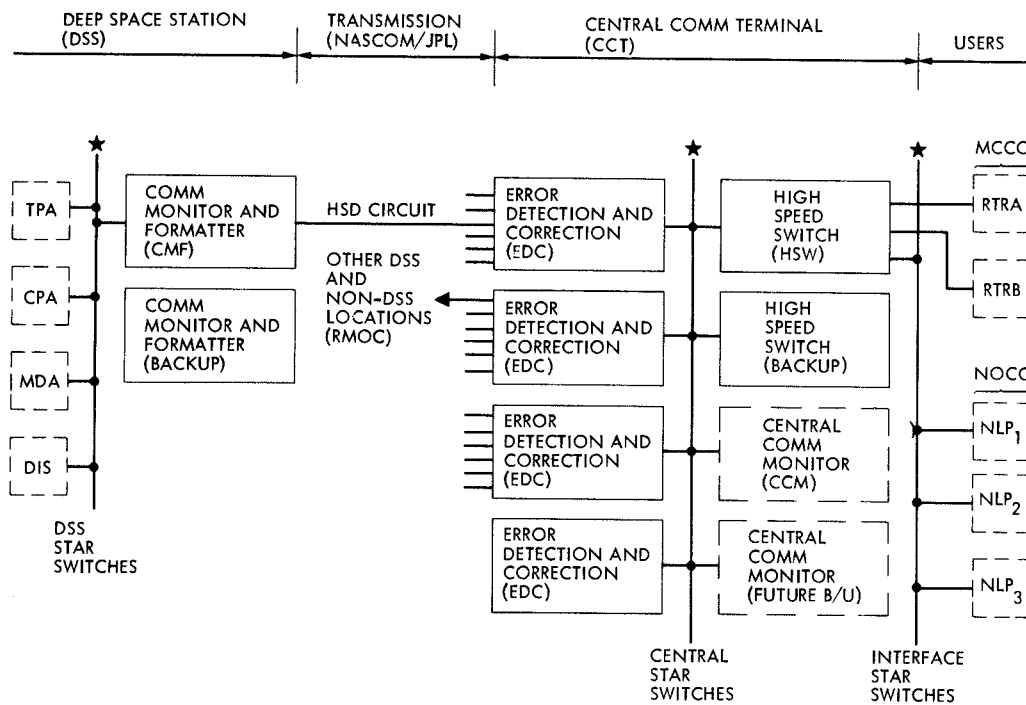 DEEP SPACE STATION
(DSS)
TRANSMISSION
(NASCOM/JPL)
CENTRAL COMM TERMINAL
(CCT)
USERS
TPA
CPA
MDA
DIS
DSS
STAR
SWITCHES
COMM
MONITOR AND
FORMATTER
(CMF)
COMM
MONITOR AND
FORMATTER
(BACKUP)
HSD CIRCUIT
OTHER DSS
AND
NON-DSS
LOCATIONS
(RMOC)
ERROR
DETECTION AND
CORRECTION
(EDC)
ERROR
DETECTION AND
CORRECTION
(EDC)
ERROR
DETECTION AND
CORRECTION
(EDC)
ERROR
DETECTION AND
CORRECTION
(EDC)
CENTRAL
STAR
SWITCHES
HIGH
SPEED
SWITCH
(HSW)
HIGH
SPEED
SWITCH
(BACKUP)
CENTRAL
COMM
MONITOR
(CCM)
CENTRAL
COMM
MONITOR
(FUTURE B/U)
INTERFACE
STAR
SWITCHES
MCCC
RTRA
RTRB
NOCC
NLP1
NLP2
NLP3